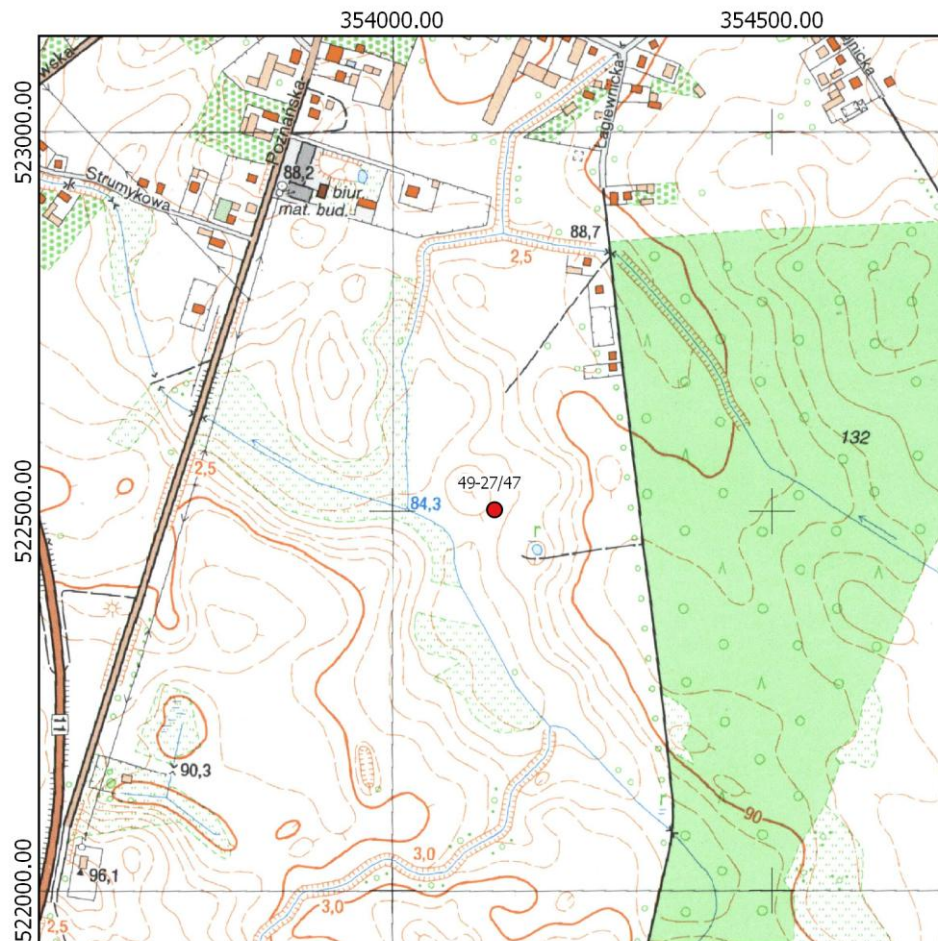 354000.00
354500.00
523000.00
522500.00
522000.00
Poznańska
Łagiewnicka
Strumykowa
88,2
biur.
mat. bud.
88,7
2,5
132
2,5
84,3
49-27/47
r
11
90,3
r
90
3,0
96,1
3,0
2,5